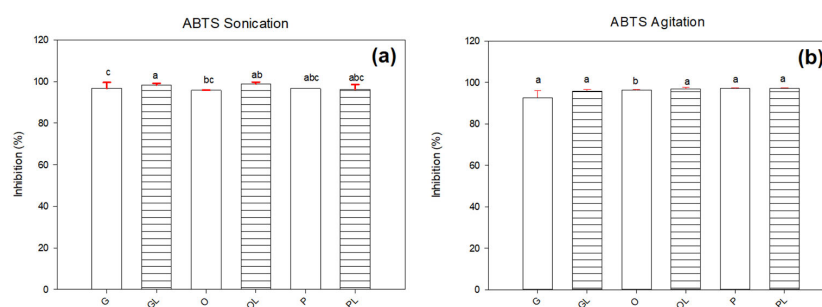 ABTS Sonication
(a)
Inhibition (%)
120
100
80
60
40
20
0
c
a
bc
ab
abc
abc
G
GL
O
OL
P
PL
ABTS Agitation
(b)
Inhibition (%)
120
100
80
60
40
20
0
a
a
b
a
a
a
G
GL
O
OL
P
PL